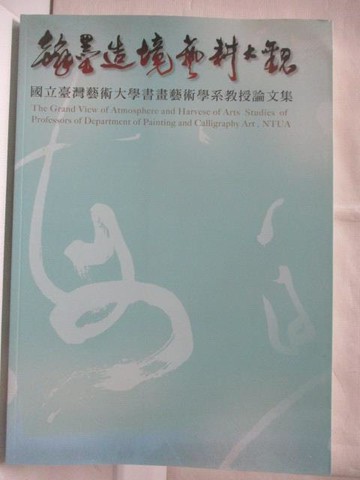 翰墨造境藝耕大觀
國立臺灣藝術大學書畫藝術學系教授論文集
The Grand View of Atmosphere and Harvese of Arts Studies of
Professors of Department of Painting and Calligraphy Art , NTUA